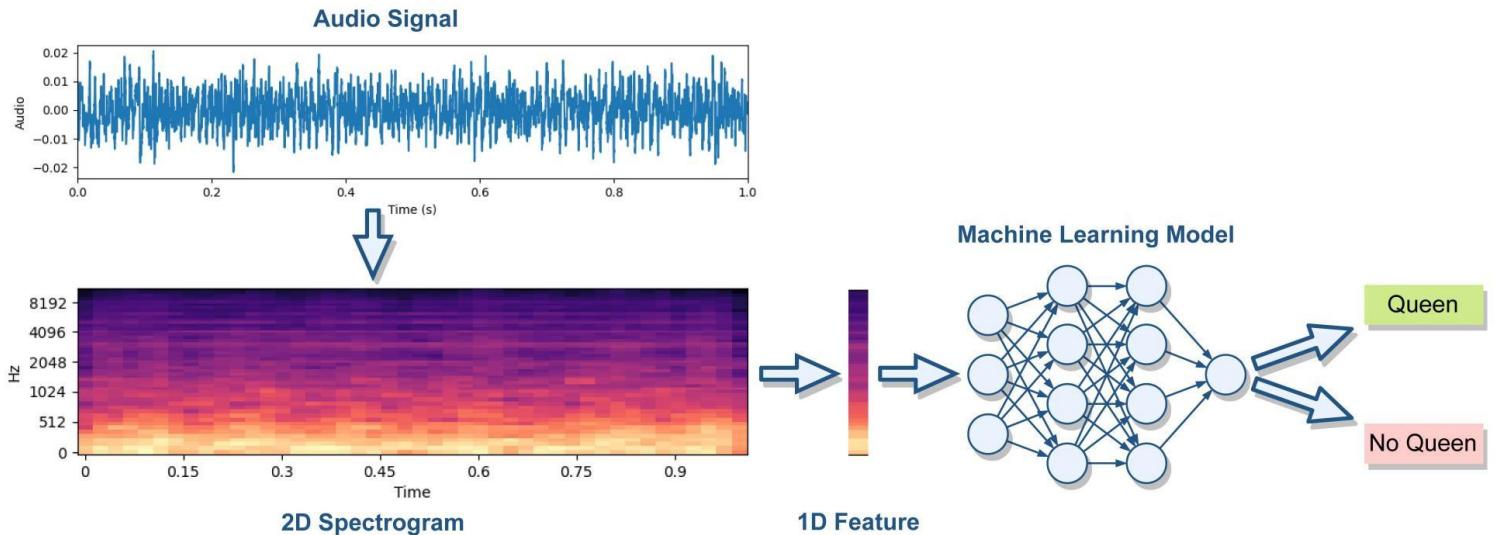 Audio Signal
0.02
0.01
0.00
−0.01
−0.02
Audio
0.0 0.2 0.4 0.6 0.8 1.0
Time (s)
8192
4096
2048
1024
512
0
Hz
0 0.15 0.3 0.45 0.6 0.75 0.9
Time
2D Spectrogram
1D Feature
Machine Learning Model
Queen
No Queen